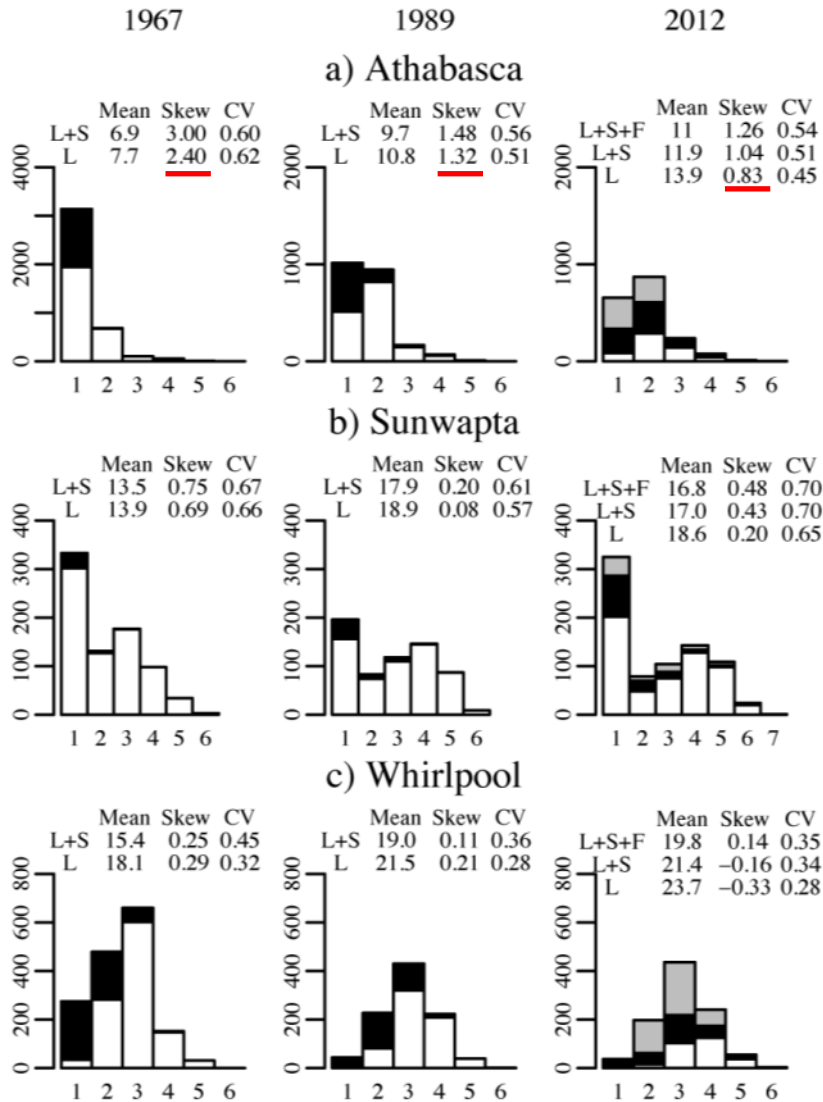 1967 1989 2012
a) Athabasca
Mean Skew CV
L+S 6.9 3.00 0.60
L 7.7 2.40 0.62
4000
2000
0
1 2 3 4 5 6
Mean Skew CV
L+S 9.7 1.48 0.56
L 10.8 1.32 0.51
2000
1000
0
1 2 3 4 5 6
Mean Skew CV
L+S+F 11 1.26 0.54
L+S 11.9 1.04 0.51
L 13.9 0.83 0.45
2000
1000
0
1 2 3 4 5 6
b) Sunwapta
Mean Skew CV
L+S 13.5 0.75 0.67
L 13.9 0.69 0.66
400
300
200
100
0
1 2 3 4 5 6
Mean Skew CV
L+S 17.9 0.20 0.61
L 18.9 0.08 0.57
400
300
200
100
0
1 2 3 4 5 6
Mean Skew CV
L+S+F 16.8 0.48 0.70
L+S 17.0 0.43 0.70
L 18.6 0.20 0.65
400
300
200
100
0
1 2 3 4 5 6 7
c) Whirlpool
Mean Skew CV
L+S 15.4 0.25 0.45
L 18.1 0.29 0.32
800
600
400
200
0
1 2 3 4 5 6
Mean Skew CV
L+S 19.0 0.11 0.36
L 21.5 0.21 0.28
800
600
400
200
0
1 2 3 4 5 6
Mean Skew CV
L+S+F 19.8 0.14 0.35
L+S 21.4 −0.16 0.34
L 23.7 −0.33 0.28
800
600
400
200
0
1 2 3 4 5 6